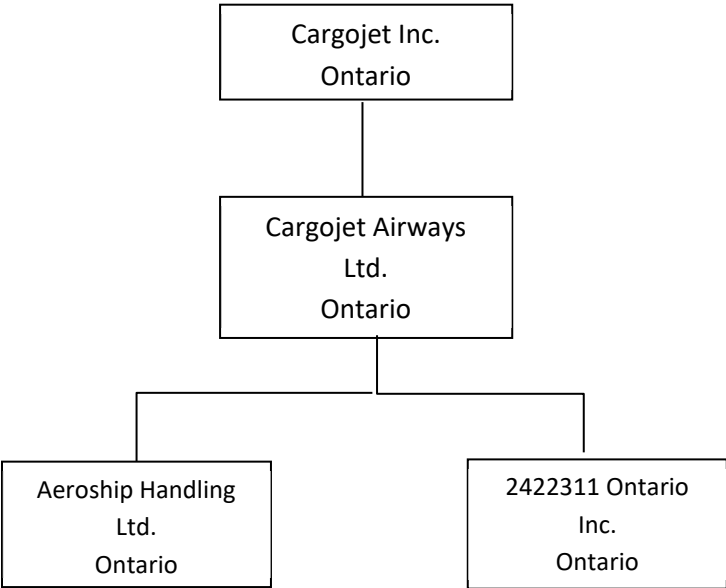 Cargojet Inc.
Ontario
Cargojet Airways
Ltd.
Ontario
Aeroship Handling
Ltd.
Ontario
2422311 Ontario
Inc.
Ontario